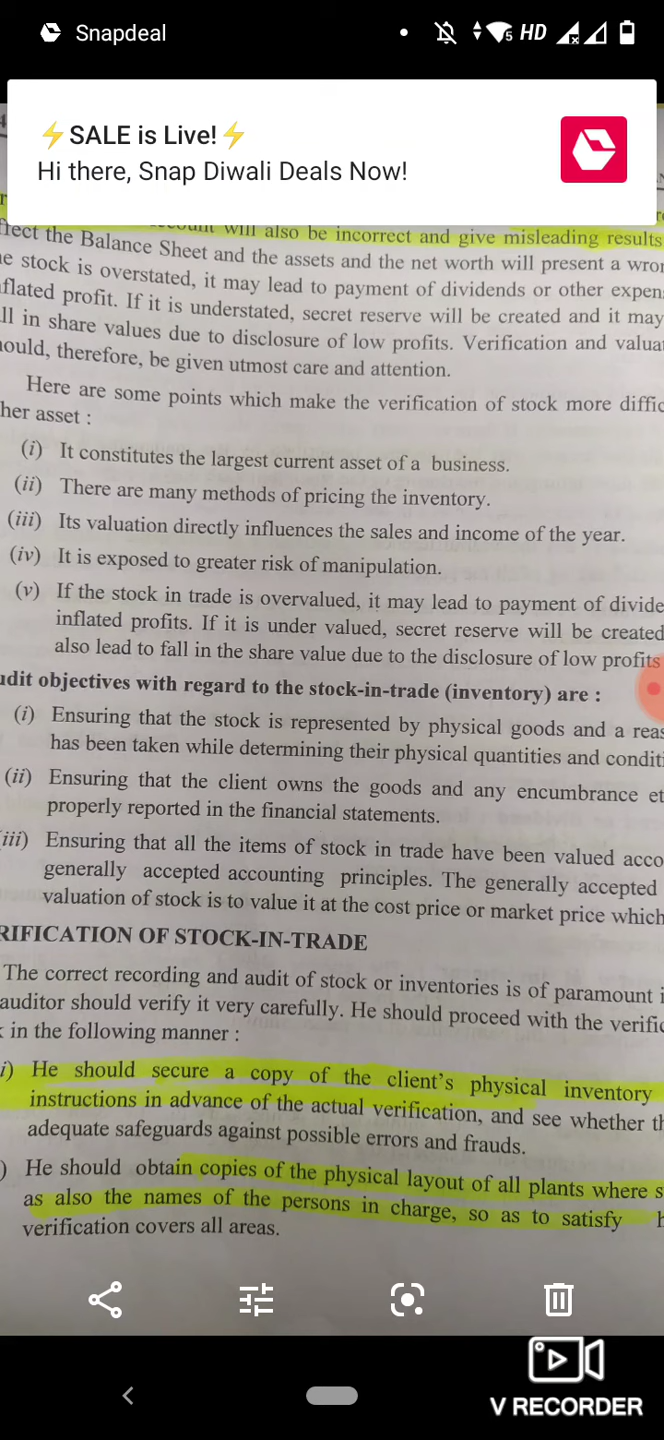 Snapdeal
5 HD
⚡SALE is Live!⚡
Hi there, Snap Diwali Deals Now!
will also be incorrect and give misleading results
ffect the Balance Sheet and the assets and the net worth will present a wro
e stock is overstated, it may lead to payment of dividends or other expen
flated profit. If it is understated, secret reserve will be created and it may
ll in share values due to disclosure of low profits. Verification and valua
ould, therefore, be given utmost care and attention.
Here are some points which make the verification of stock more diffic
her asset :
(i) It constitutes the largest current asset of a business.
(ii) There are many methods of pricing the inventory.
(iii) Its valuation directly influences the sales and income of the year.
(iv) It is exposed to greater risk of manipulation.
(v) If the stock in trade is overvalued, it may lead to payment of divide
inflated profits. If it is under valued, secret reserve will be created
also lead to fall in the share value due to the disclosure of low profits
udit objectives with regard to the stock-in-trade (inventory) are :
(i) Ensuring that the stock is represented by physical goods and a reas
has been taken while determining their physical quantities and conditi
(ii) Ensuring that the client owns the goods and any encumbrance et
properly reported in the financial statements.
iii) Ensuring that all the items of stock in trade have been valued acco
generally accepted accounting principles. The generally accepted
valuation of stock is to value it at the cost price or market price which
RIFICATION OF STOCK-IN-TRADE
The correct recording and audit of stock or inventories is of paramount i
auditor should verify it very carefully. He should proceed with the verific
k in the following manner :
i) He should secure a copy of the client's physical inventory
instructions in advance of the actual verification, and see whether th
adequate safeguards against possible errors and frauds.
) He should obtain copies of the physical layout of all plants where s
as also the names of the persons in charge, so as to satisfy h
verification covers all areas.
V RECORDER